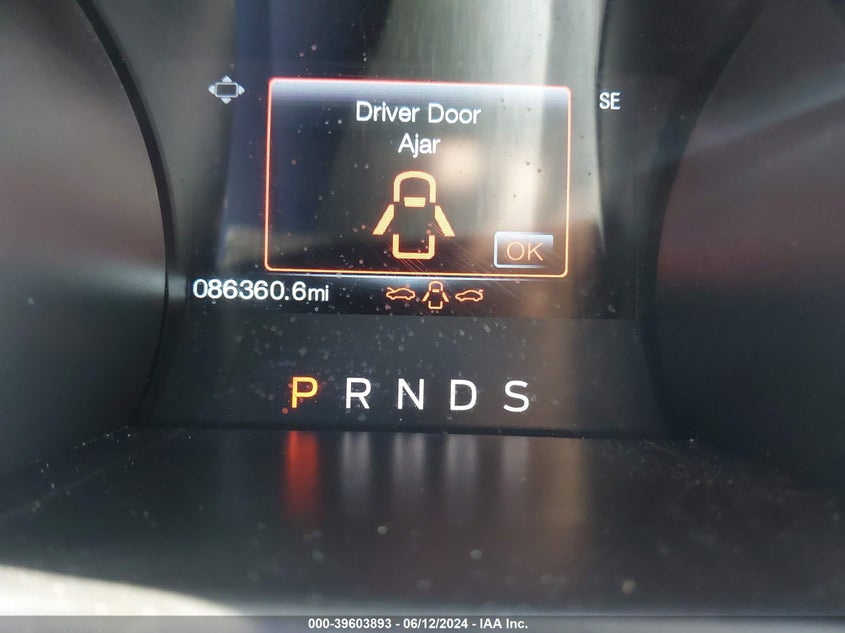 Driver Door
Ajar
SE
OK
086360.6mi
P R N D S
000-39603893 - 06/12/2024 - IAA Inc.